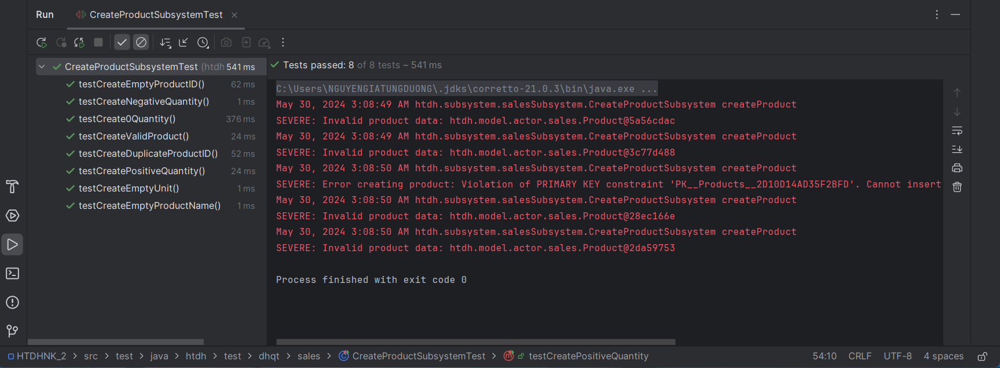 Run CreateProductSubsystemTest
CreateProductSubsystemTest (htdh 541 ms
testCreateEmptyProductID() 62 ms
testCreateNegativeQuantity() 1 ms
testCreate0Quantity() 376 ms
testCreateValidProduct() 24 ms
testCreateDuplicateProductID() 52 ms
testCreatePositiveQuantity() 24 ms
testCreateEmptyUnit() 1 ms
testCreateEmptyProductName() 1 ms
Tests passed: 8 of 8 tests – 541 ms
C:\Users\NGUYENGIATUNGDUONG\.jdks\corretto-21.0.3\bin\java.exe ...
May 30, 2024 3:08:49 AM htdh.subsystem.salesSubsystem.CreateProductSubsystem createProduct
SEVERE: Invalid product data: htdh.model.actor.sales.Product@5a56cdac
May 30, 2024 3:08:49 AM htdh.subsystem.salesSubsystem.CreateProductSubsystem createProduct
SEVERE: Invalid product data: htdh.model.actor.sales.Product@3c77d488
May 30, 2024 3:08:50 AM htdh.subsystem.salesSubsystem.CreateProductSubsystem createProduct
SEVERE: Error creating product: Violation of PRIMARY KEY constraint 'PK__Products__2D10D14AD35F2BFD'. Cannot insert
May 30, 2024 3:08:50 AM htdh.subsystem.salesSubsystem.CreateProductSubsystem createProduct
SEVERE: Invalid product data: htdh.model.actor.sales.Product@28ec166e
May 30, 2024 3:08:50 AM htdh.subsystem.salesSubsystem.CreateProductSubsystem createProduct
SEVERE: Invalid product data: htdh.model.actor.sales.Product@2da59753
Process finished with exit code 0
HTDHNK_2 > src > test > java > htdh > test > dhqt > sales > CreateProductSubsystemTest > testCreatePositiveQuantity 54:10 CRLF UTF-8 4 spaces